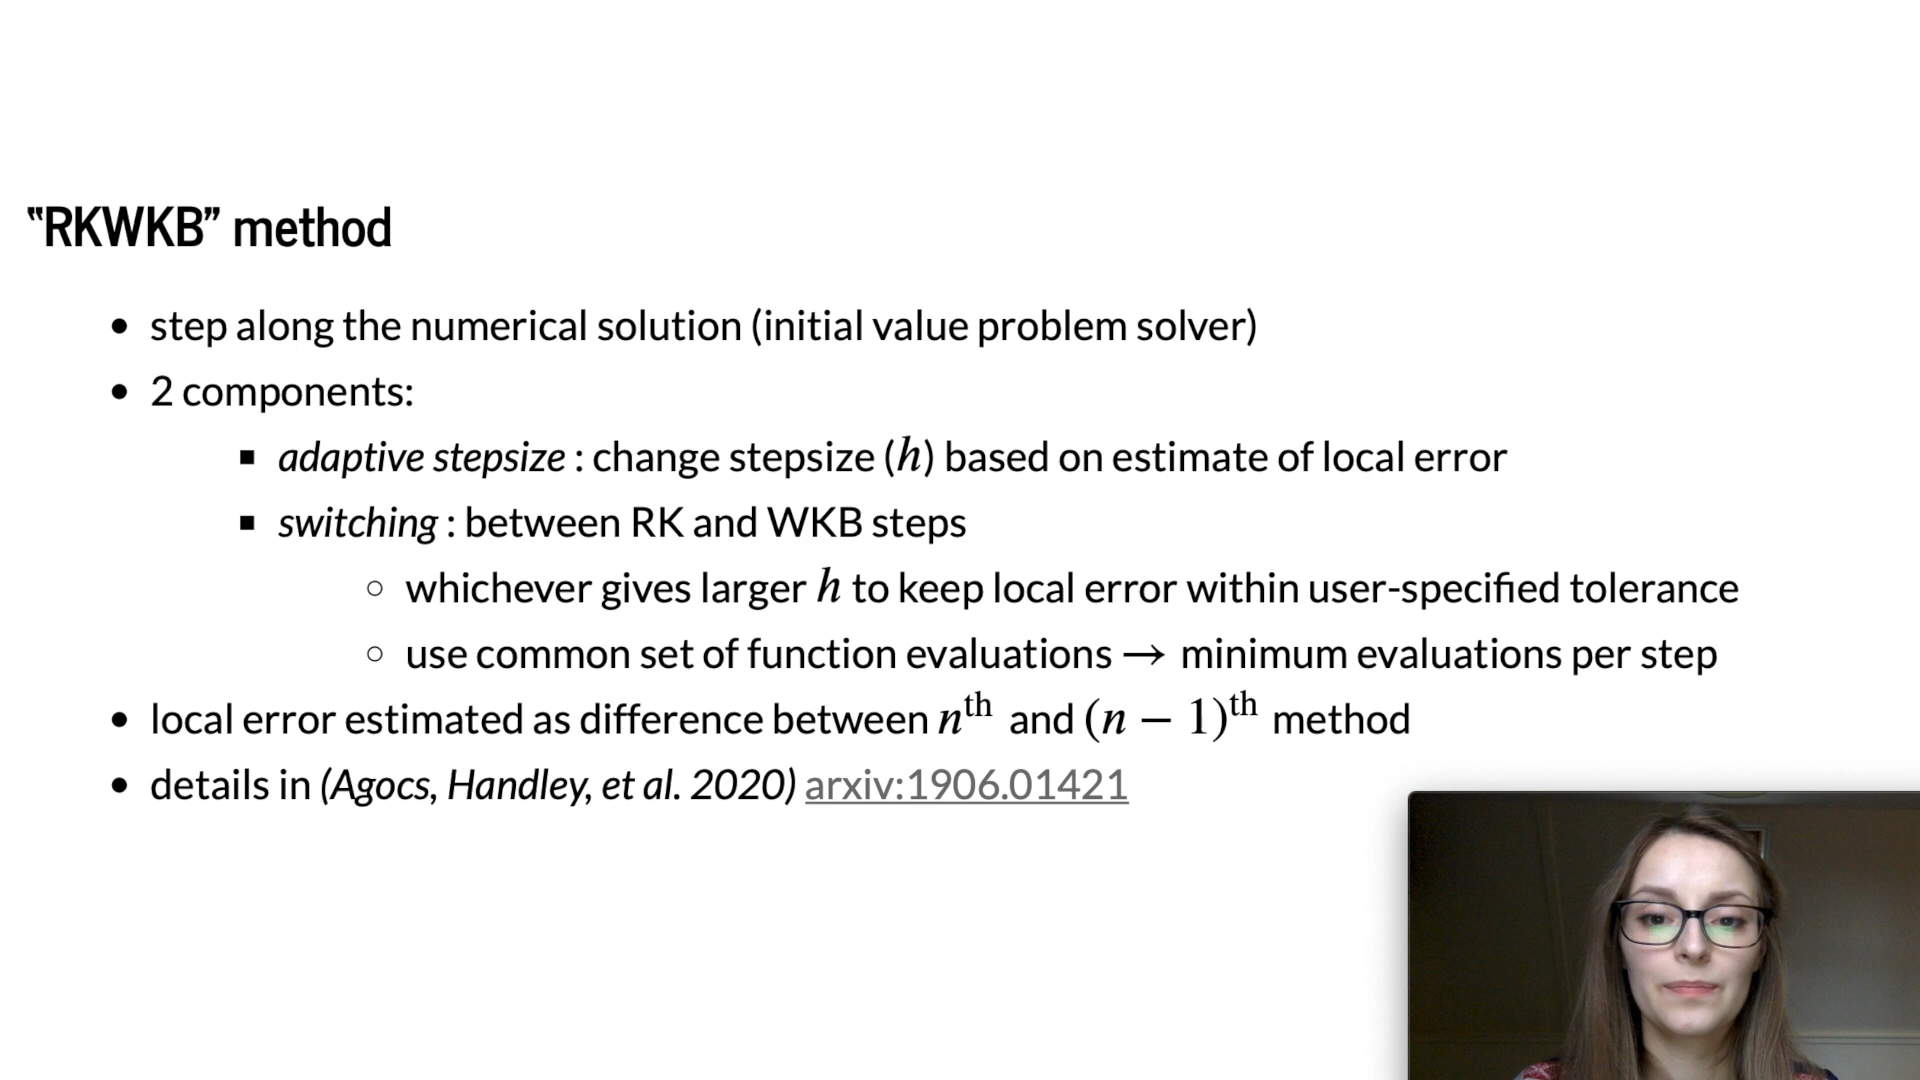 “RKWKB” method
• step along the numerical solution (initial value problem solver)
• 2 components:
▪ adaptive stepsize : change stepsize (h) based on estimate of local error
▪ switching : between RK and WKB steps
○ whichever gives larger h to keep local error within user-specified tolerance
○ use common set of function evaluations → minimum evaluations per step
• local error estimated as difference between nᵗʰ and (n − 1)ᵗʰ method
• details in (Agocs, Handley, et al. 2020) arxiv:1906.01421